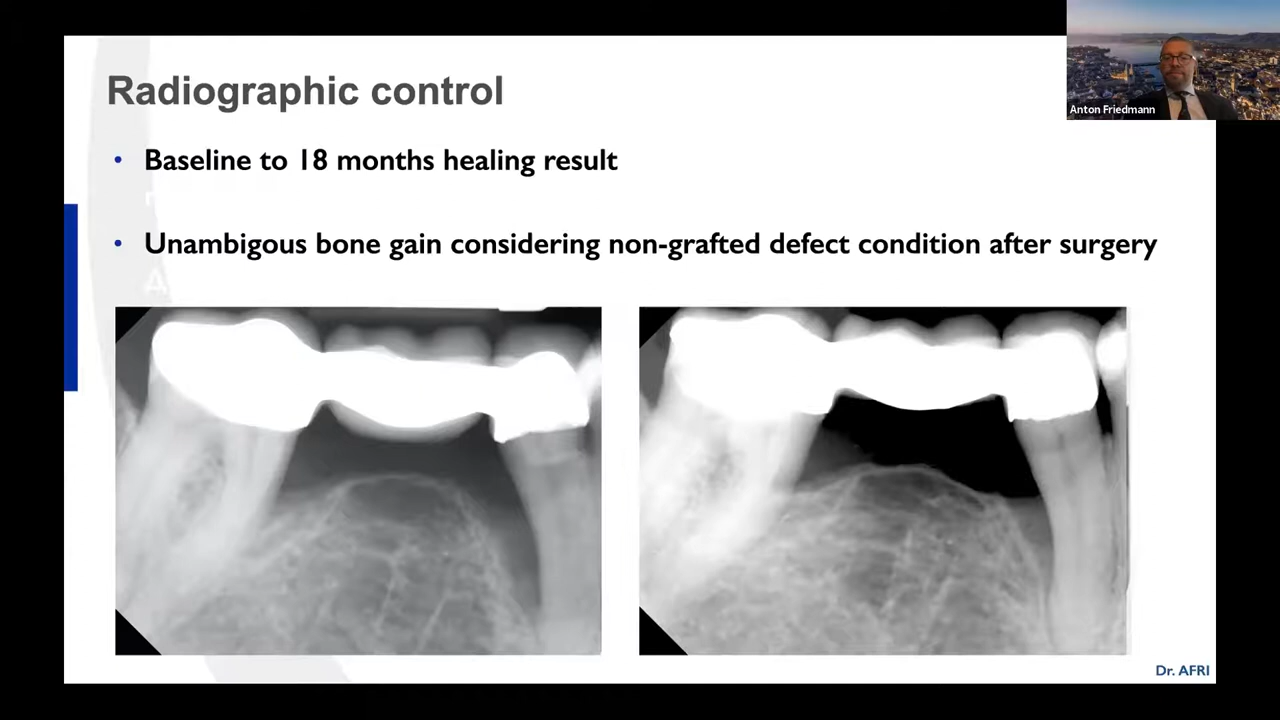 Radiographic control
Anton Friedmann
• Baseline to 18 months healing result
• Unambigous bone gain considering non-grafted defect condition after surgery
Dr. AFRI